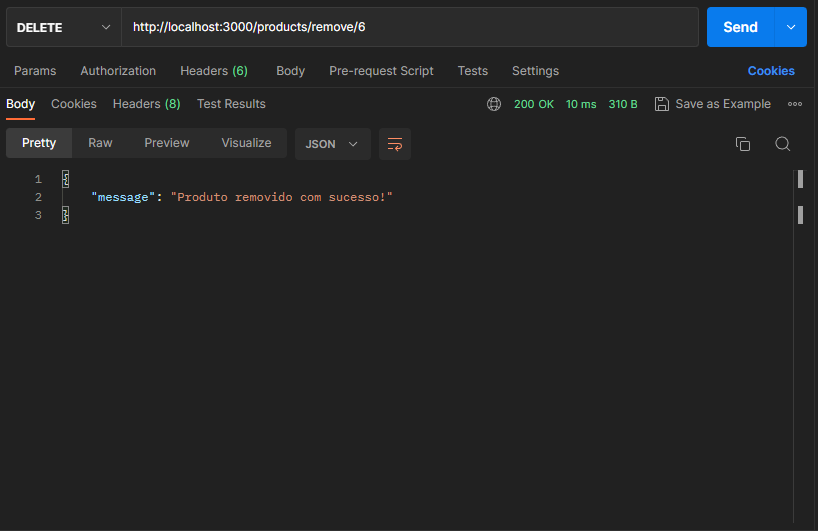 DELETE http://localhost:3000/products/remove/6 Send
Params Authorization Headers (6) Body Pre-request Script Tests Settings Cookies
Body Cookies Headers (8) Test Results 200 OK 10 ms 310 B Save as Example
Pretty Raw Preview Visualize JSON
1 {
2 "message": "Produto removido com sucesso!"
3 }